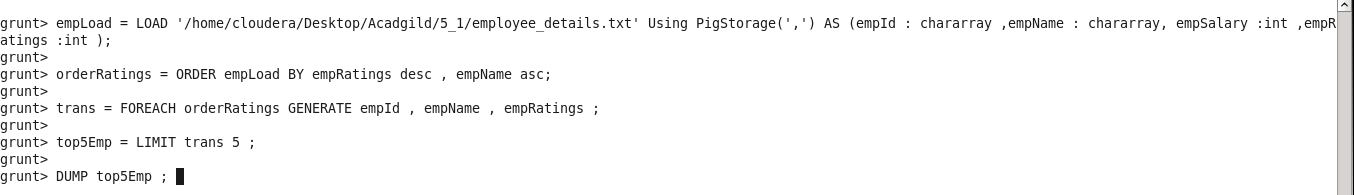 grunt> empLoad = LOAD '/home/cloudera/Desktop/Acadgild/5_1/employee_details.txt' Using PigStorage(',') AS (empId : chararray ,empName : chararray, empSalary :int ,empR
atings :int );
grunt>
grunt> orderRatings = ORDER empLoad BY empRatings desc , empName asc;
grunt>
grunt> trans = FOREACH orderRatings GENERATE empId , empName , empRatings ;
grunt>
grunt> top5Emp = LIMIT trans 5 ;
grunt>
grunt> DUMP top5Emp ;